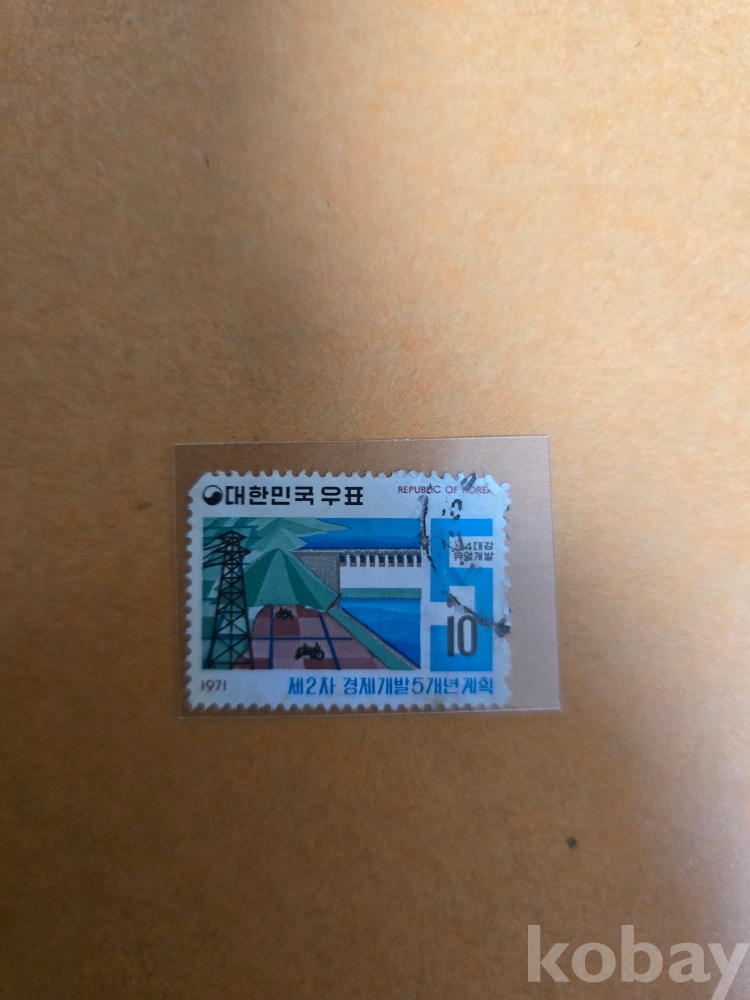 대한민국우표
REPUBLIC OF KOREA
4대강
유역개발
10
1971
제2차 경제개발5개년계획
kobay